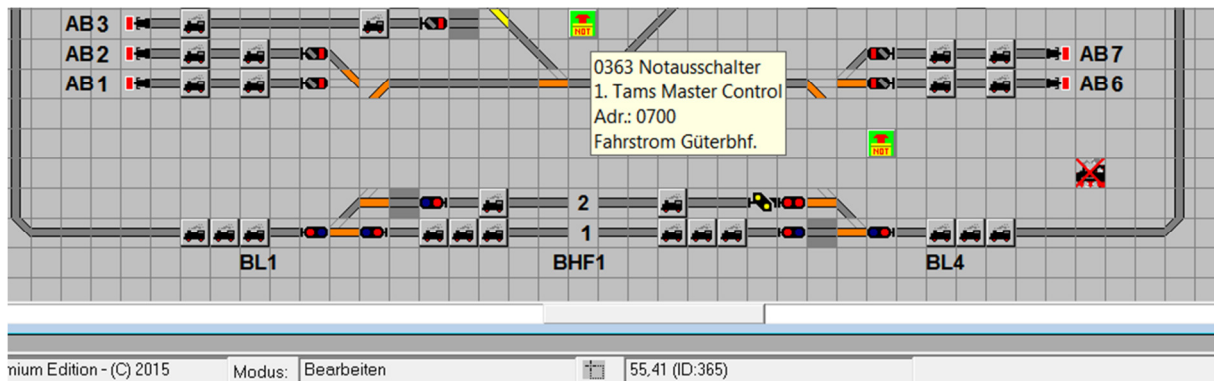 AB 3
NOT
AB 2
AB 7
0363 Notausschalter
1. Tams Master Control
Adr.: 0700
Fahrstrom Güterbhf.
AB 1
AB 6
NOT
2
1
BL1
BHF1
BL4
mium Edition - (C) 2015
Modus:
Bearbeiten
55,41 (ID:365)